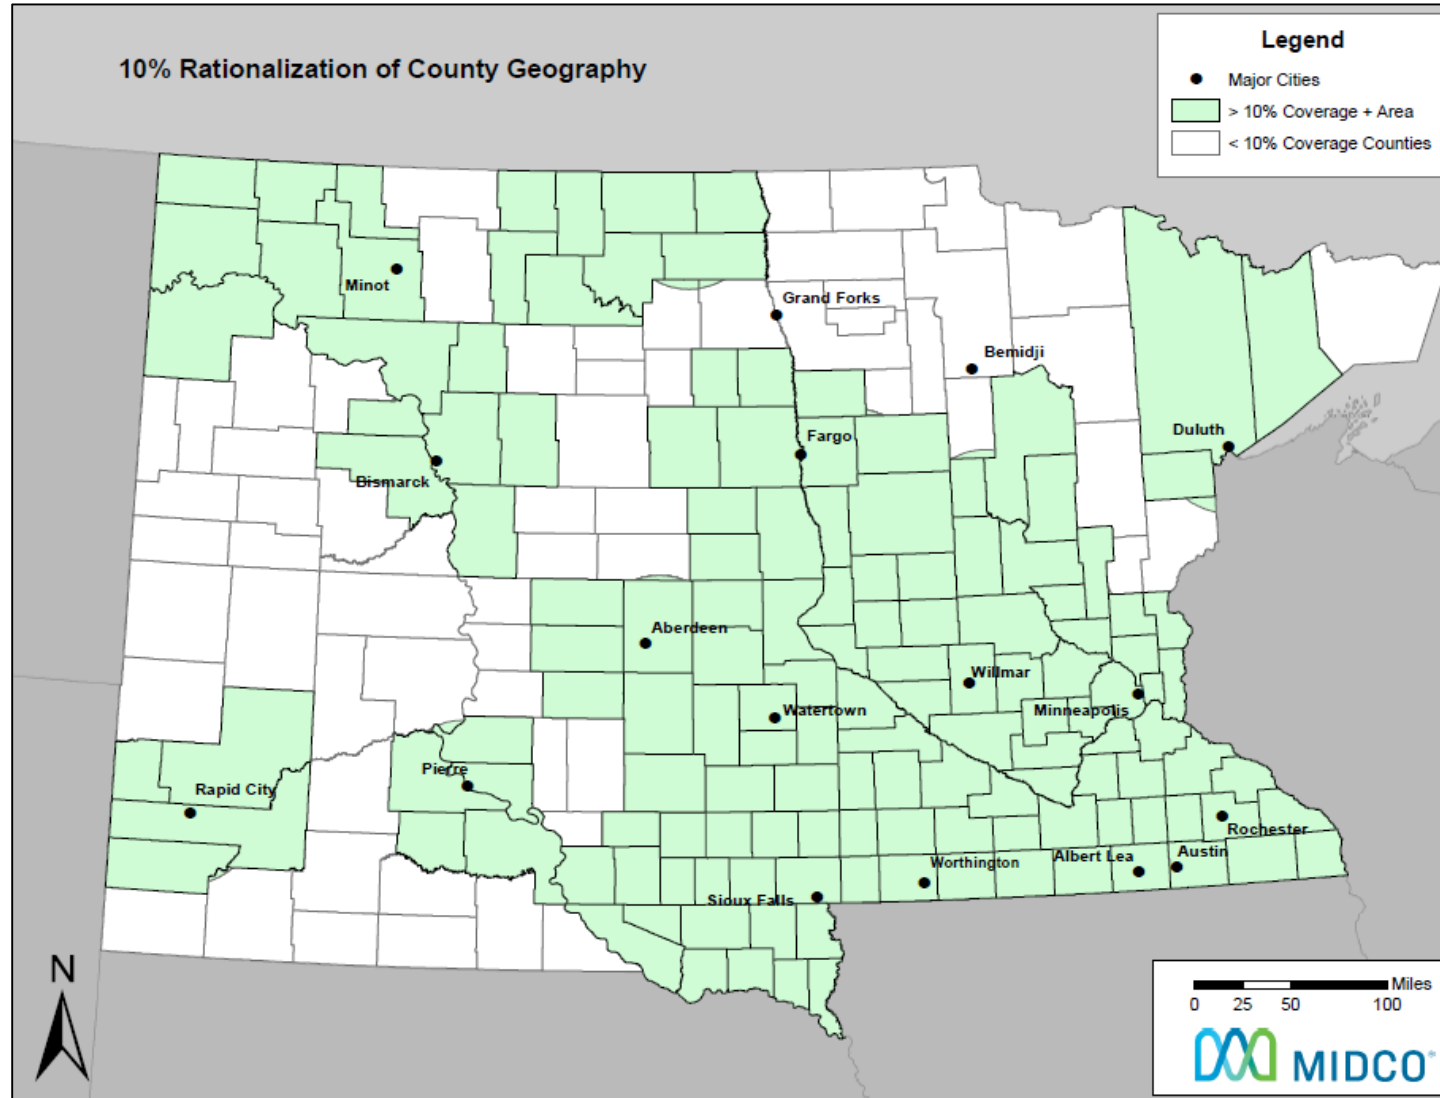 10% Rationalization of County Geography
Legend
Major Cities
> 10% Coverage + Area
< 10% Coverage Counties
Minot
Grand Forks
Bemidji
Duluth
Fargo
Bismarck
Aberdeen
Willmar
Watertown
Minneapolis
Pierre
Rapid City
Rochester
Worthington
Albert Lea
Austin
Sioux Falls
N
Miles
0 25 50 100
MIDCO®